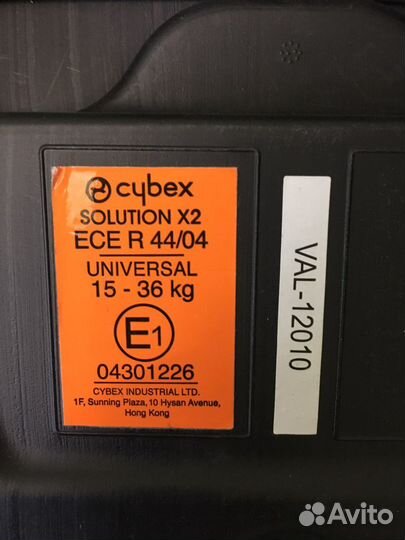 cybex
SOLUTION X2
ECE R 44/04
UNIVERSAL
15 - 36 kg
E1
04301226
CYBEX INDUSTRIAL LTD.
1F, Sunning Plaza, 10 Hysan Avenue,
Hong Kong
VAL-12010
Avito